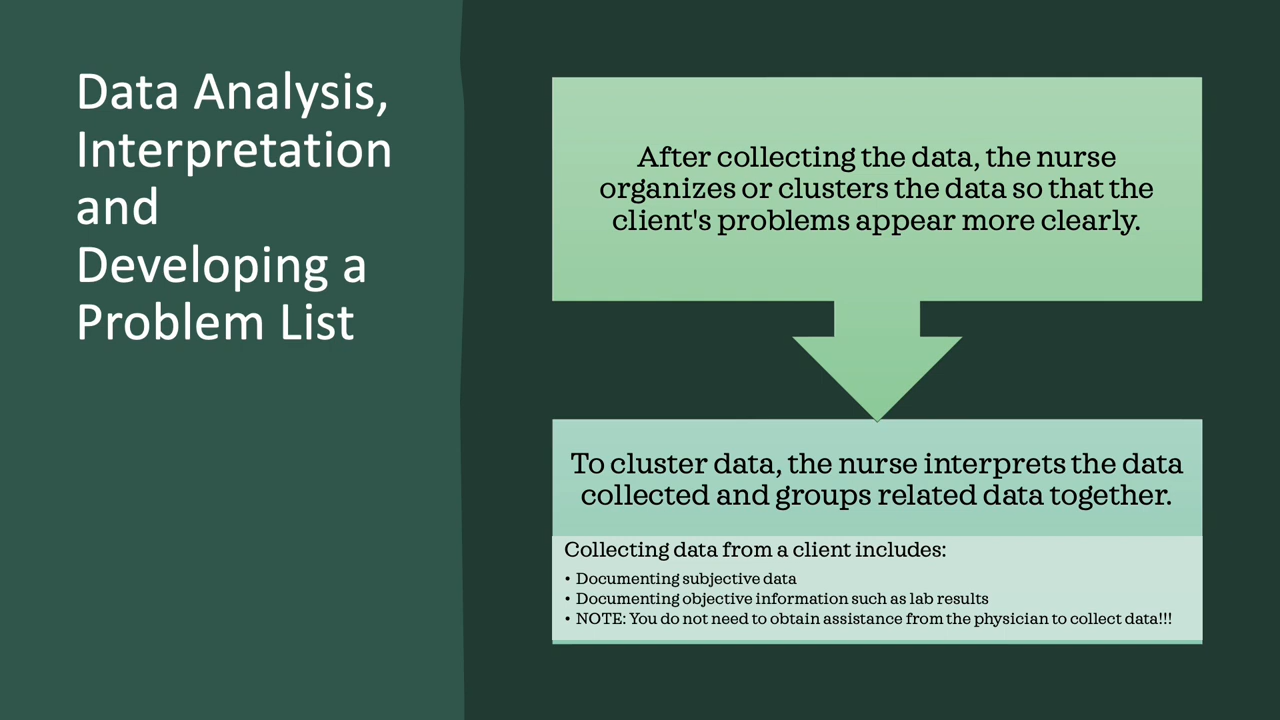 Data Analysis,
Interpretation
and
Developing a
Problem List
After collecting the data, the nurse
organizes or clusters the data so that the
client's problems appear more clearly.
To cluster data, the nurse interprets the data
collected and groups related data together.
Collecting data from a client includes:
• Documenting subjective data
• Documenting objective information such as lab results
• NOTE: You do not need to obtain assistance from the physician to collect data!!!